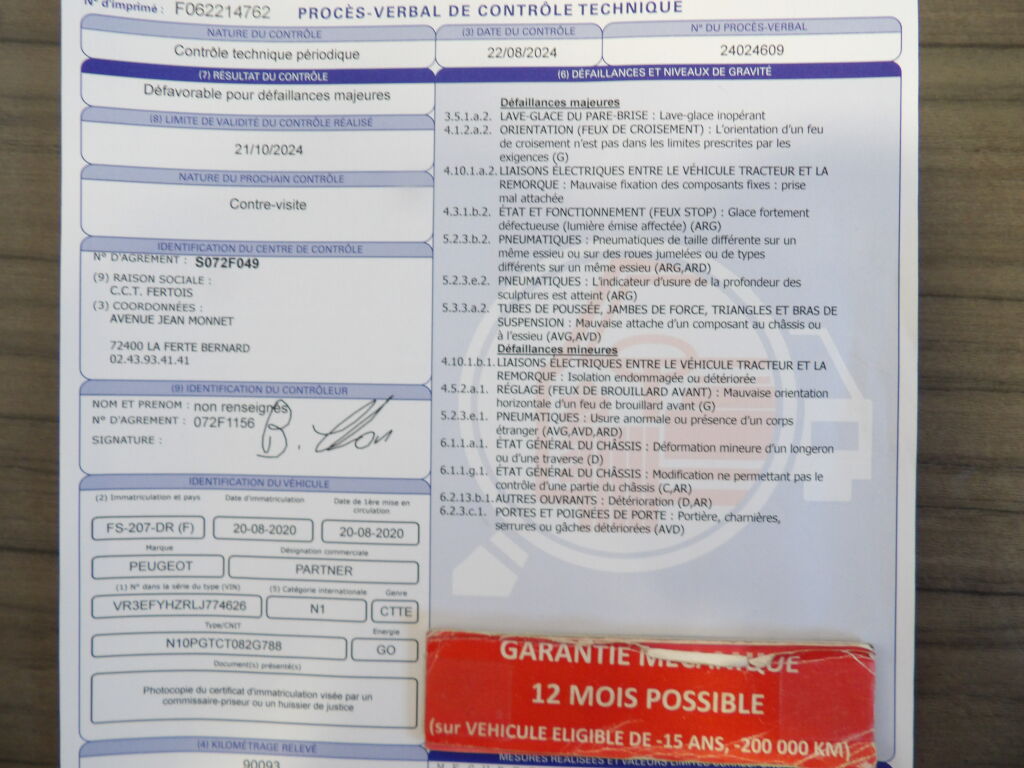 N° d'imprimé : F062214762 PROCÈS-VERBAL DE CONTRÔLE TECHNIQUE
NATURE DU CONTRÔLE
Contrôle technique périodique
(3) DATE DU CONTRÔLE
22/08/2024
N° DU PROCÈS-VERBAL
24024609
(7) RÉSULTAT DU CONTRÔLE
Défavorable pour défaillances majeures
(8) LIMITE DE VALIDITÉ DU CONTRÔLE RÉALISÉ
21/10/2024
NATURE DU PROCHAIN CONTRÔLE
Contre-visite
IDENTIFICATION DU CENTRE DE CONTRÔLE
N° D'AGREMENT : S072F049
(9) RAISON SOCIALE :
C.C.T. FERTOIS
(3) COORDONNÉES :
AVENUE JEAN MONNET
72400 LA FERTE BERNARD
02.43.93.41.41
(9) IDENTIFICATION DU CONTRÔLEUR
NOM ET PRENOM : non renseignés
N° D'AGREMENT : 072F1156
SIGNATURE :
IDENTIFICATION DU VÉHICULE
(2) Immatriculation et pays
Date d'immatriculation
Date de 1ère mise en
circulation
FS-207-DR (F)
20-08-2020
20-08-2020
Marque
Désignation commerciale
PEUGEOT
PARTNER
(1) N° dans la série du type (VIN)
(5) Catégorie internationale
Genre
VR3EFYHZRLJ774626
N1
CTTE
Type/CNIT
Energie
N10PGTCT082G788
GO
Document(s) présenté(s)
Photocopie du certificat d'immatriculation visée par un
commissaire-priseur ou un huissier de justice
(4) KILOMÉTRAGE RELEVÉ
90093
(6) DÉFAILLANCES ET NIVEAUX DE GRAVITÉ
Défaillances majeures
3.5.1.a.2. LAVE-GLACE DU PARE-BRISE : Lave-glace inopérant
4.1.2.a.2. ORIENTATION (FEUX DE CROISEMENT) : L'orientation d'un feu
de croisement n'est pas dans les limites prescrites par les
exigences (G)
4.10.1.a.2. LIAISONS ÉLECTRIQUES ENTRE LE VÉHICULE TRACTEUR ET LA
REMORQUE : Mauvaise fixation des composants fixes : prise
mal attachée
4.3.1.b.2. ÉTAT ET FONCTIONNEMENT (FEUX STOP) : Glace fortement
défectueuse (lumière émise affectée) (ARG)
5.2.3.b.2. PNEUMATIQUES : Pneumatiques de taille différente sur un
même essieu ou sur des roues jumelées ou de types
différents sur un même essieu (ARG,ARD)
5.2.3.e.2. PNEUMATIQUES : L'indicateur d'usure de la profondeur des
sculptures est atteint (ARG)
5.3.3.a.2. TUBES DE POUSSÉE, JAMBES DE FORCE, TRIANGLES ET BRAS DE
SUSPENSION : Mauvaise attache d'un composant au châssis ou
à l'essieu (AVG,AVD)
Défaillances mineures
4.10.1.b.1. LIAISONS ÉLECTRIQUES ENTRE LE VÉHICULE TRACTEUR ET LA
REMORQUE : Isolation endommagée ou détériorée
4.5.2.a.1. RÉGLAGE (FEUX DE BROUILLARD AVANT) : Mauvaise orientation
horizontale d'un feu de brouillard avant (G)
5.2.3.e.1. PNEUMATIQUES : Usure anormale ou présence d'un corps
étranger (AVG,AVD,ARD)
6.1.1.a.1. ÉTAT GÉNÉRAL DU CHÂSSIS : Déformation mineure d'un longeron
ou d'une traverse (D)
6.1.1.g.1. ÉTAT GÉNÉRAL DU CHÂSSIS : Modification ne permettant pas le
contrôle d'une partie du châssis (C,AR)
6.2.13.b.1. AUTRES OUVRANTS : Détérioration (D,AR)
6.2.3.c.1. PORTES ET POIGNÉES DE PORTE : Portière, charnières,
serrures ou gâches détériorées (AVD)
GARANTIE MECANIQUE
12 MOIS POSSIBLE
(sur VEHICULE ELIGIBLE DE -15 ANS, -200 000 KM)
MESURES RÉALISÉES ET VALEURS LIMITES